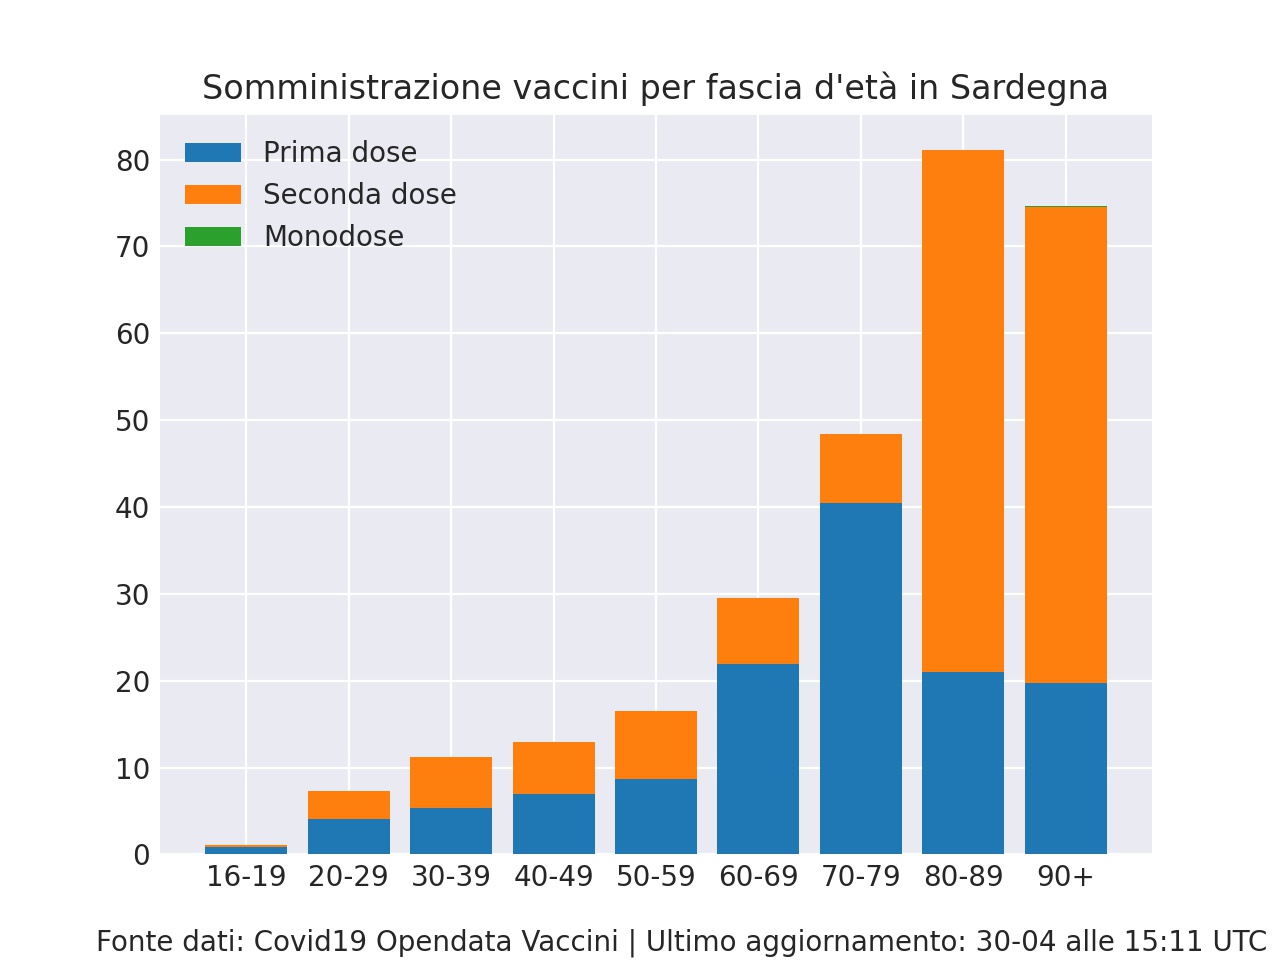 Somministrazione vaccini per fascia d'età in Sardegna
Prima dose
Seconda dose
Monodose
80
70
60
50
40
30
20
10
0
16-19 20-29 30-39 40-49 50-59 60-69 70-79 80-89 90+
Fonte dati: Covid19 Opendata Vaccini | Ultimo aggiornamento: 30-04 alle 15:11 UTC